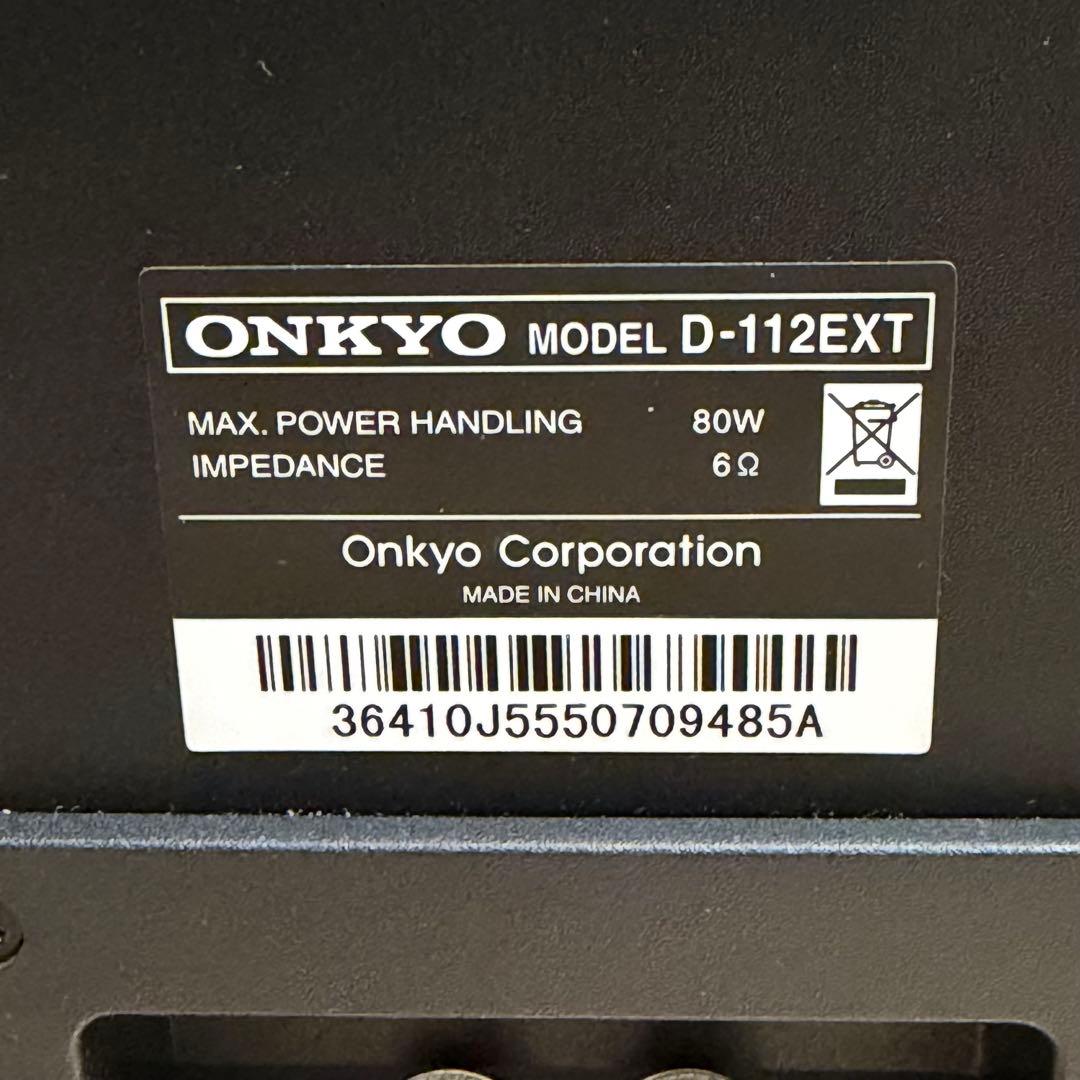 ONKYO MODEL D-112EXT
MAX. POWER HANDLING 80W
IMPEDANCE 6Ω
Onkyo Corporation
MADE IN CHINA
36410J5550709485A